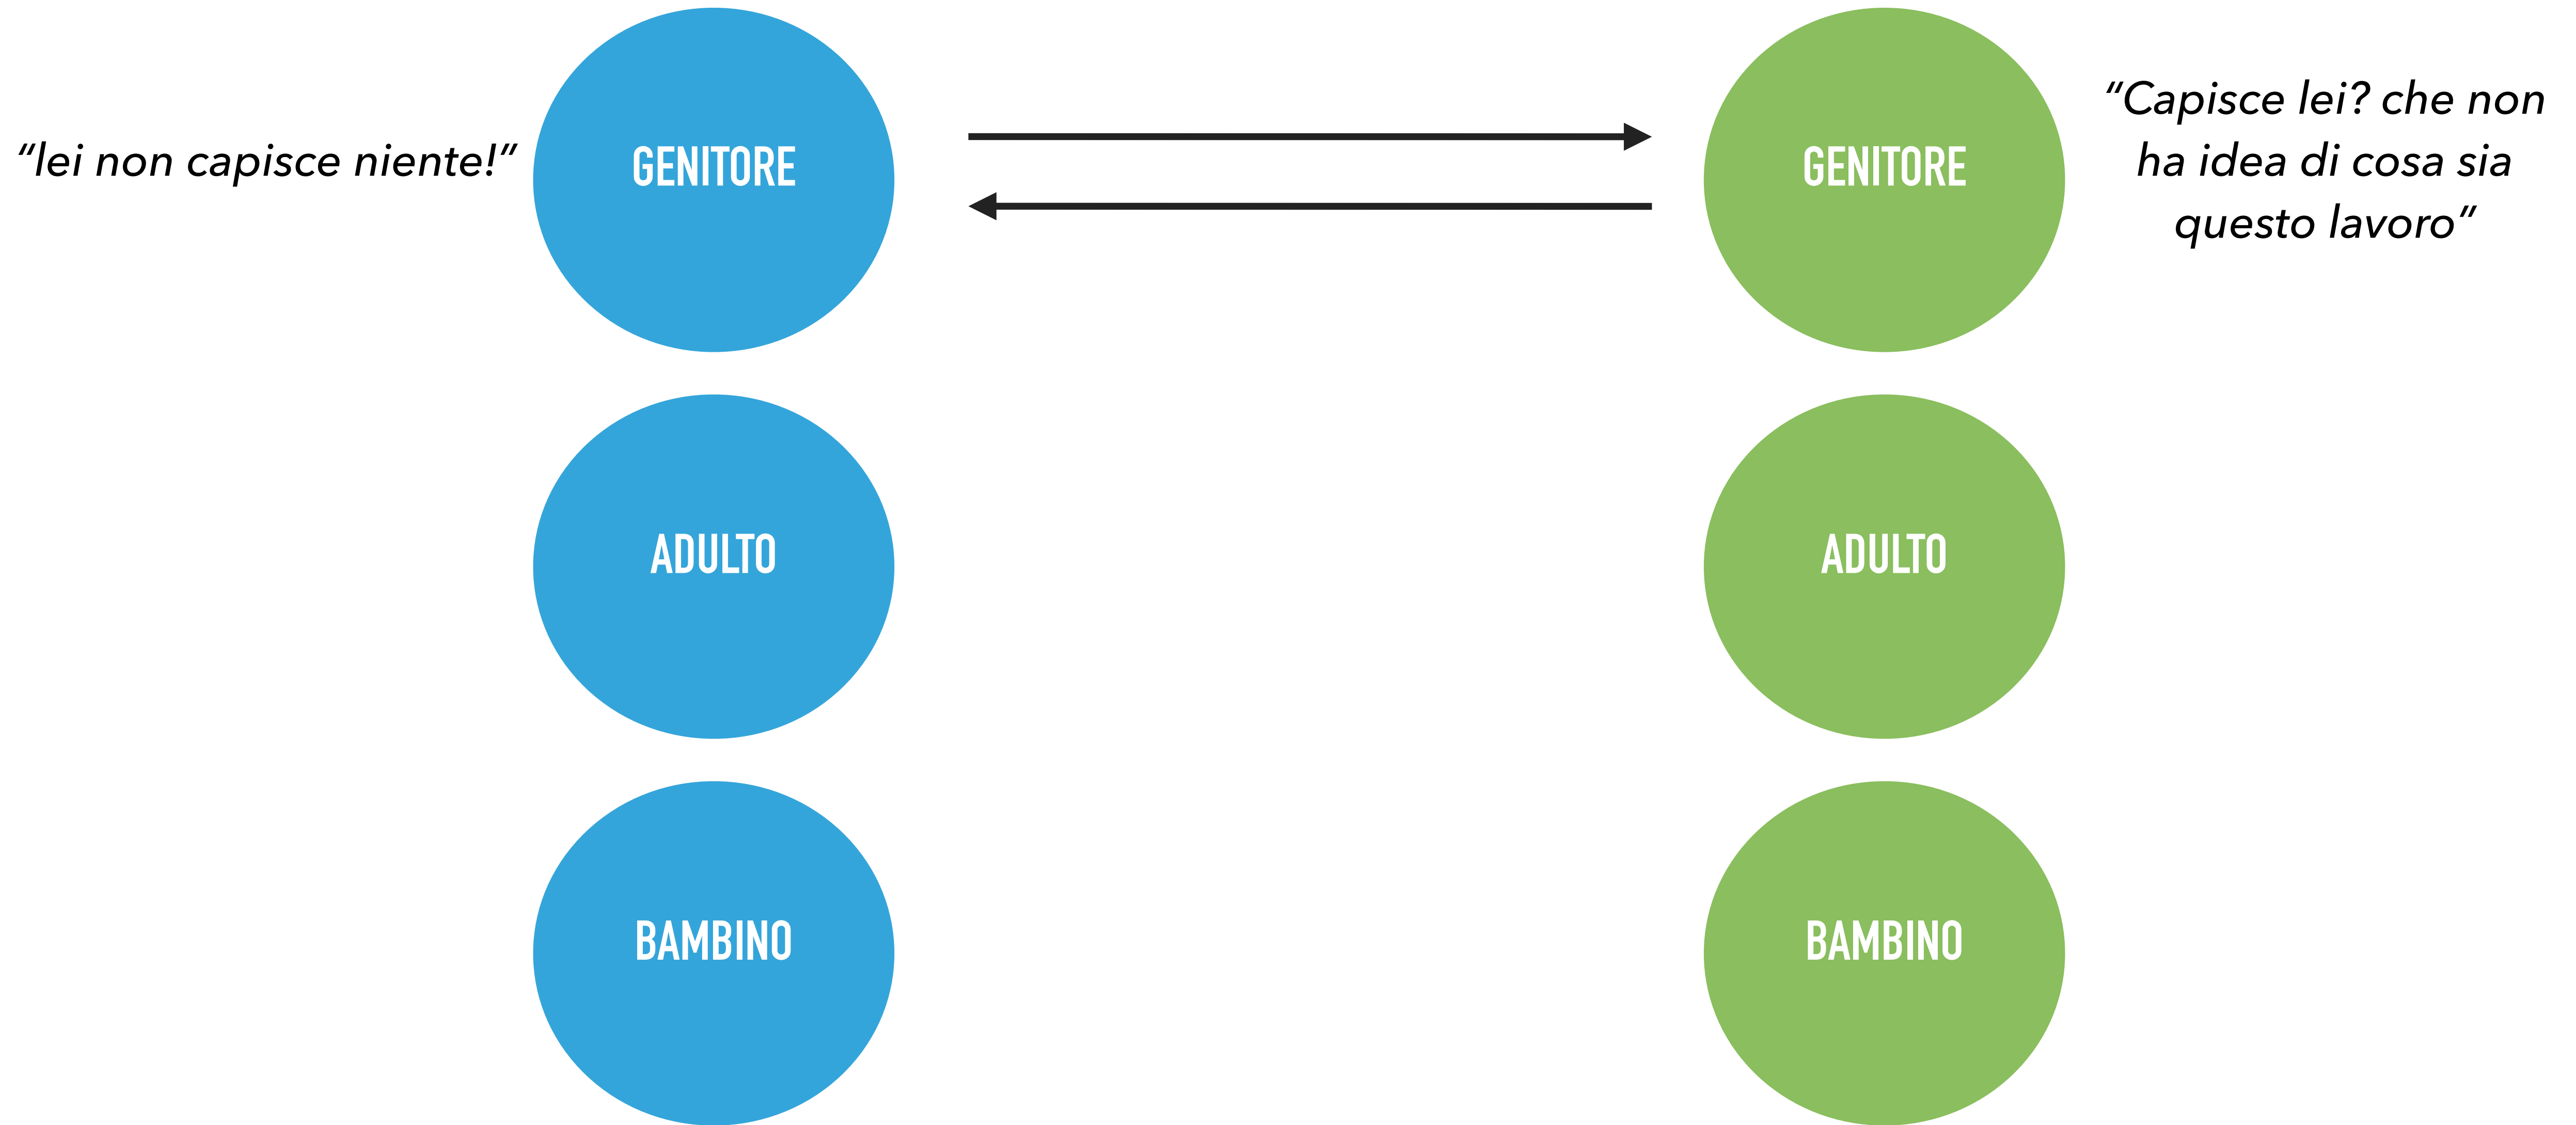 “lei non capisce niente!”
GENITORE
GENITORE
“Capisce lei? che non
ha idea di cosa sia
questo lavoro”
ADULTO
ADULTO
BAMBINO
BAMBINO